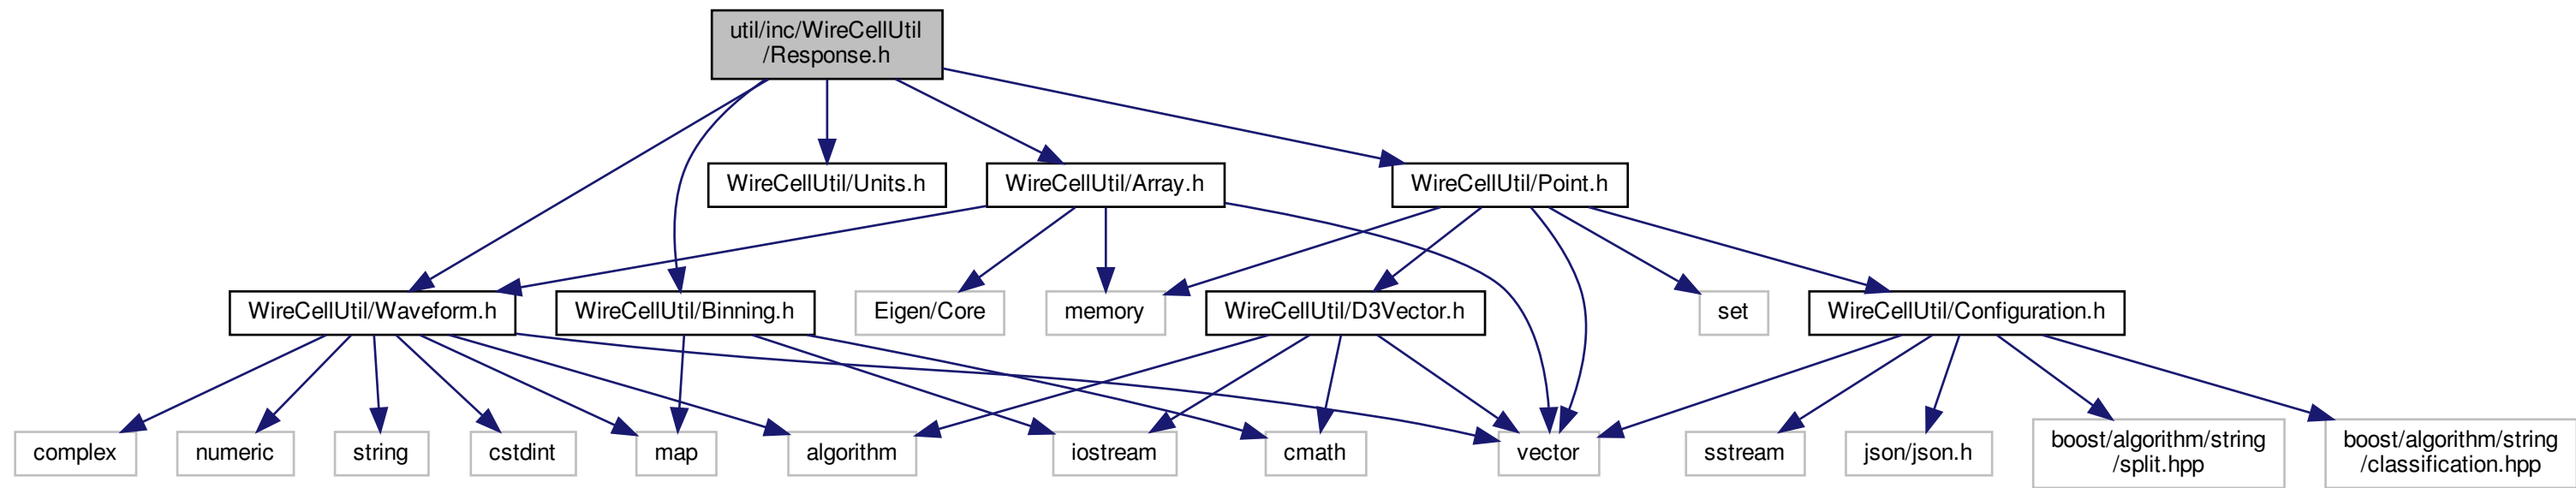 util/inc/WireCellUtil
/Response.h
WireCellUtil/Units.h
WireCellUtil/Array.h
WireCellUtil/Point.h
WireCellUtil/Waveform.h
WireCellUtil/Binning.h
Eigen/Core
memory
WireCellUtil/D3Vector.h
set
WireCellUtil/Configuration.h
complex
numeric
string
cstdint
map
algorithm
iostream
cmath
vector
sstream
json/json.h
boost/algorithm/string
/split.hpp
boost/algorithm/string
/classification.hpp